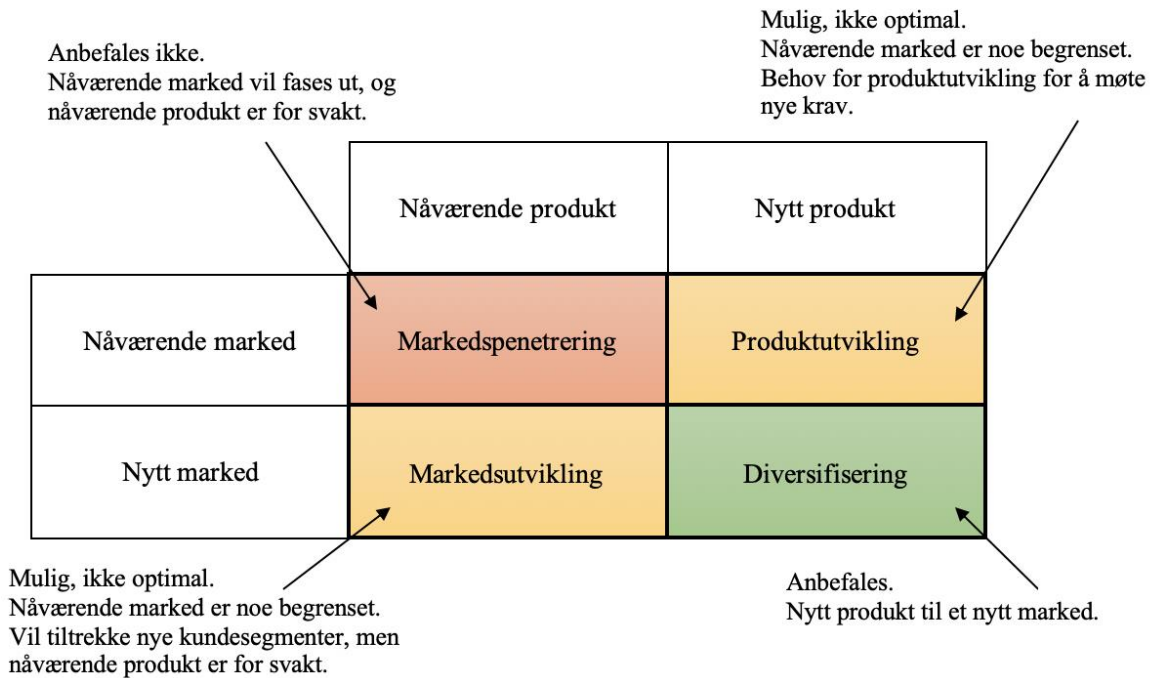 Anbefales ikke.
Nåværende marked vil fases ut, og
nåværende produkt er for svakt.
Mulig, ikke optimal.
Nåværende marked er noe begrenset.
Behov for produktutvikling for å møte
nye krav.
Nåværende produkt
Nytt produkt
Nåværende marked
Markedspenetrering
Produktutvikling
Nytt marked
Markedsutvikling
Diversifisering
Mulig, ikke optimal.
Nåværende marked er noe begrenset.
Vil tiltrekke nye kundesegmenter, men
nåværende produkt er for svakt.
Anbefales.
Nytt produkt til et nytt marked.